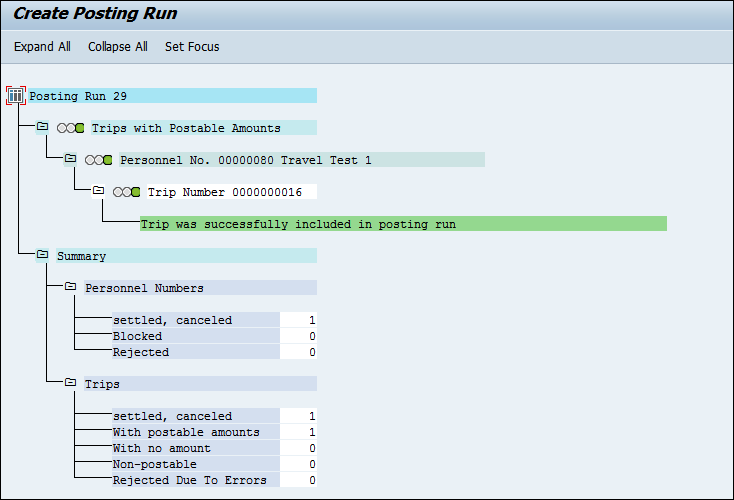 Create Posting Run
Expand All Collapse All Set Focus
Posting Run 29
Trips with Postable Amounts
Personnel No. 00000080 Travel Test 1
Trip Number 0000000016
Trip was successfully included in posting run
Summary
Personnel Numbers
settled, canceled 1
Blocked 0
Rejected 0
Trips
settled, canceled 1
With postable amounts 1
With no amount 0
Non-postable 0
Rejected Due To Errors 0